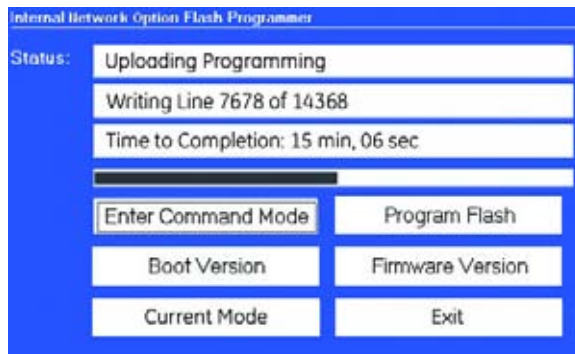 Internal Network Option Flash Programmer
Status:
Uploading Programming
Writing Line 7678 of 14368
Time to Completion: 15 min, 06 sec
Enter Command Mode
Program Flash
Boot Version
Firmware Version
Current Mode
Exit